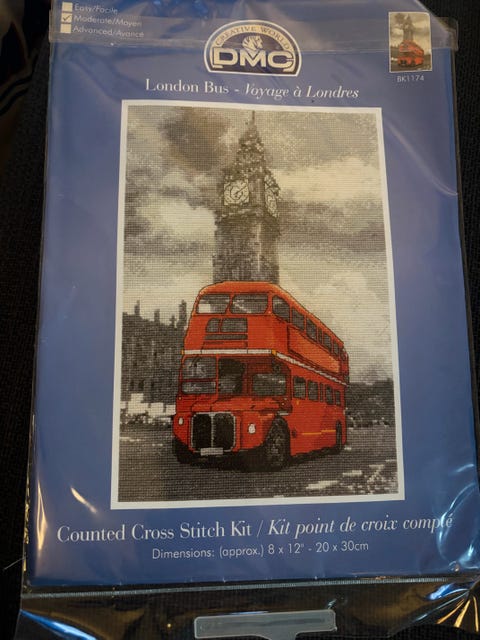 Easy/Facile
Moderate/Moyen
Advanced/Avancé
CREATIVE WORLD
DMC
BK1174
London Bus - Voyage à Londres
Counted Cross Stitch Kit / Kit point de croix compté
Dimensions: (approx.) 8 x 12" - 20 x 30cm